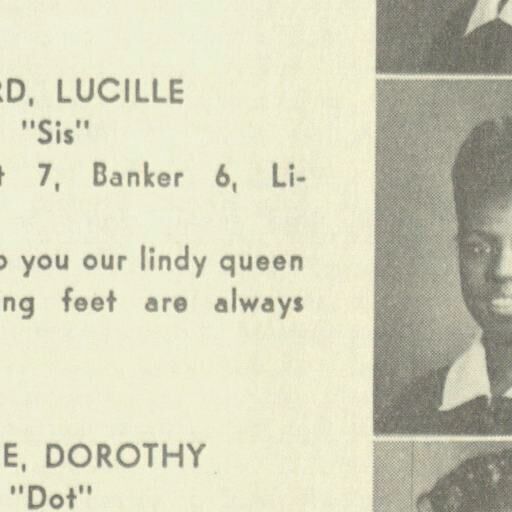 RD, LUCILLE
"Sis"
t 7, Banker 6, Li-
o you our lindy queen
ng feet are always
E, DOROTHY
"Dot"